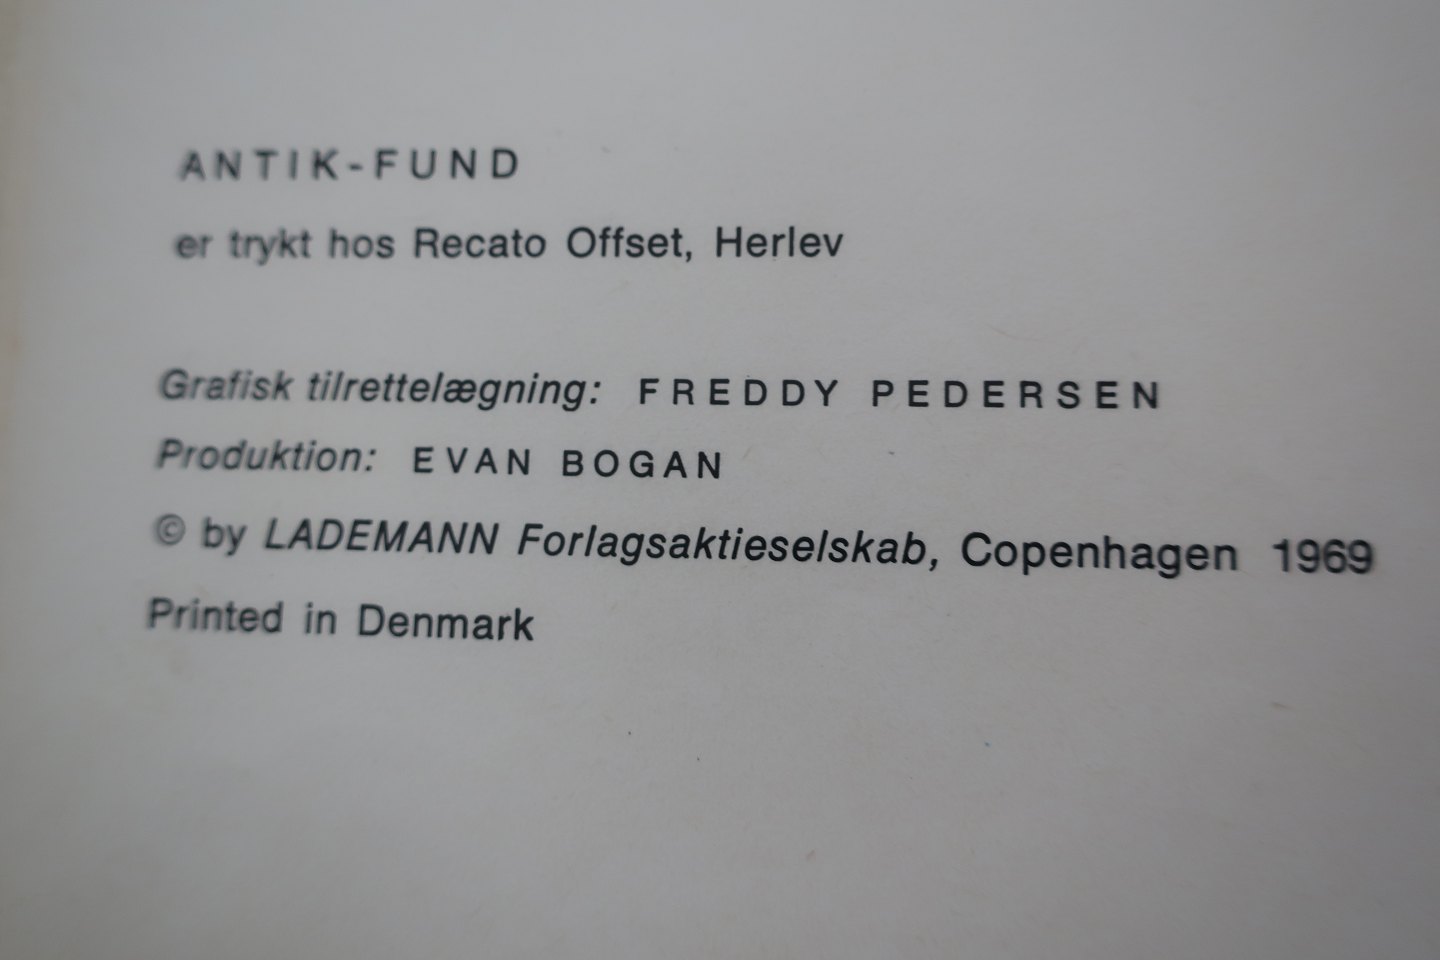 ANTIK-FUND
er trykt hos Recato Offset, Herlev
Grafisk tilrettelægning: FREDDY PEDERSEN
Produktion: EVAN BOGAN
© by LADEMANN Forlagsaktieselskab, Copenhagen 1969
Printed in Denmark